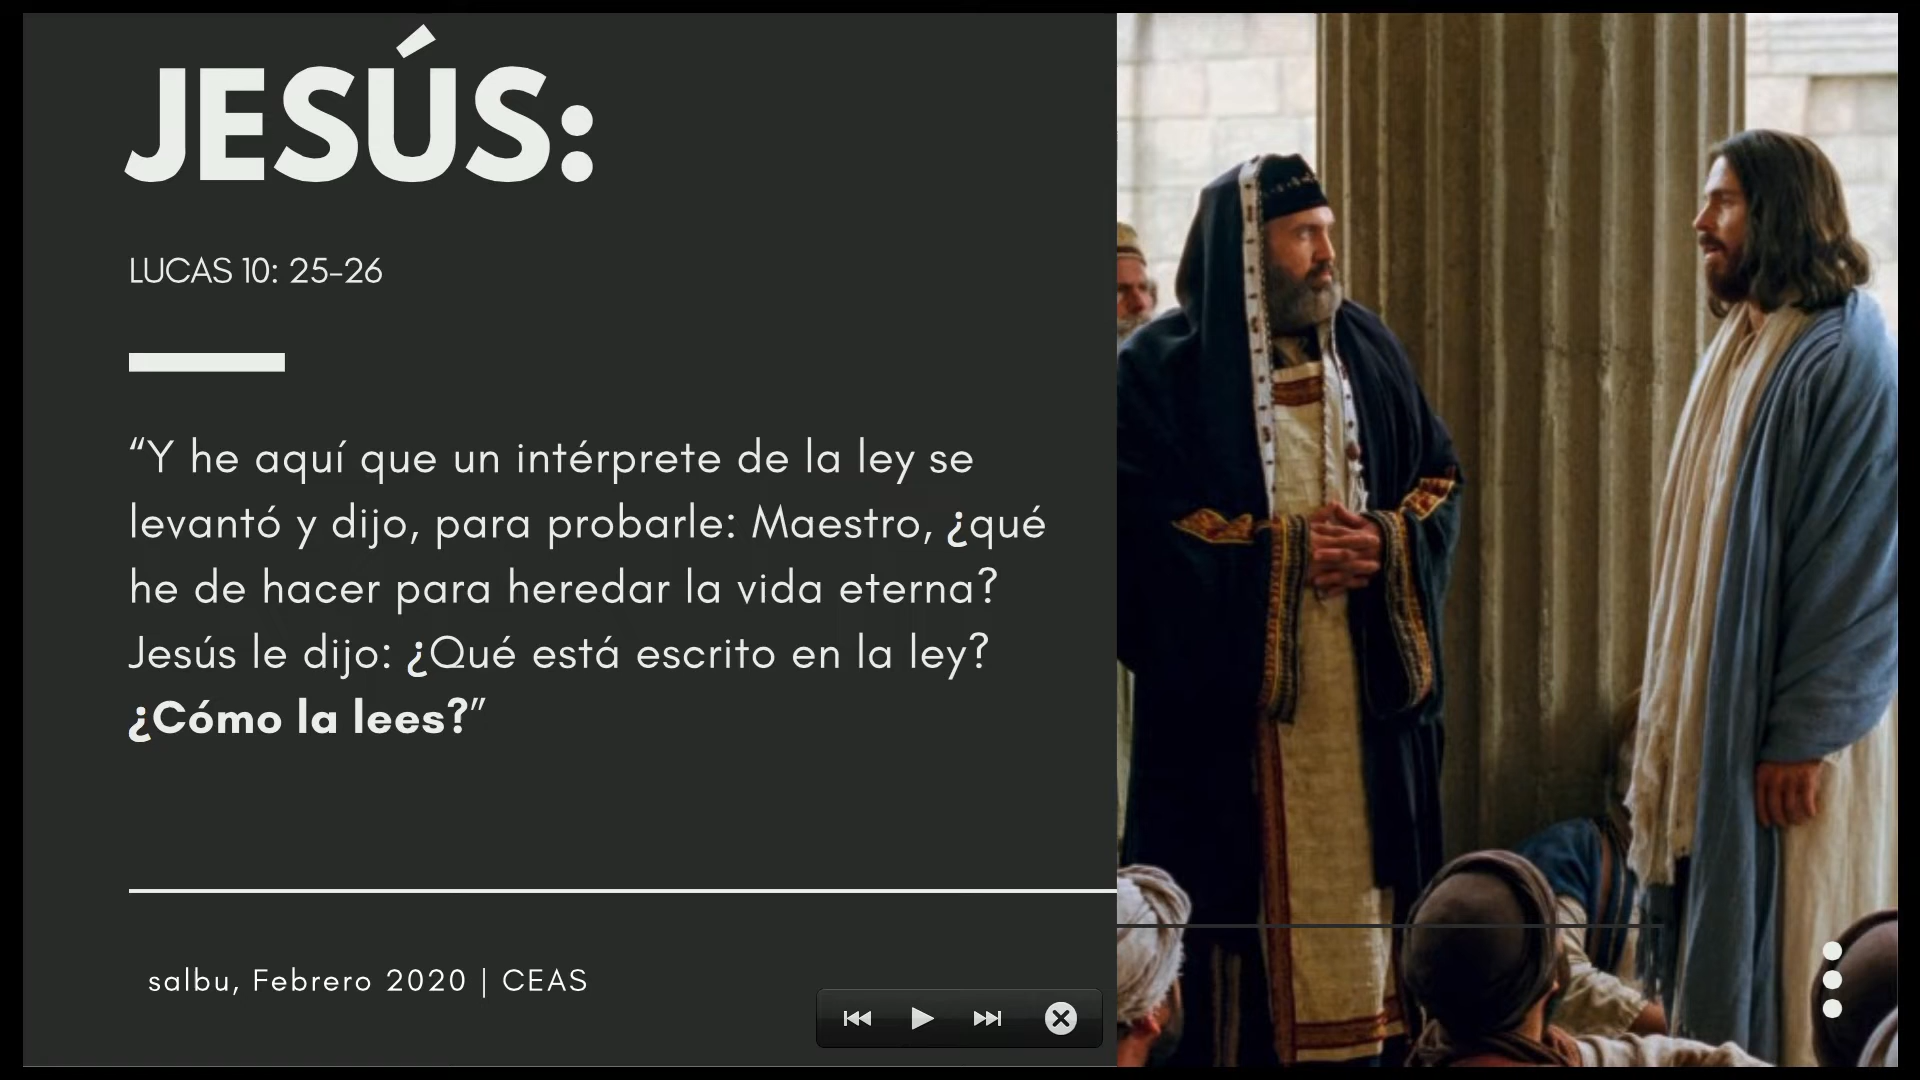 JESÚS:
LUCAS 10: 25-26
“Y he aquí que un intérprete de la ley se
levantó y dijo, para probarle: Maestro, ¿qué
he de hacer para heredar la vida eterna?
Jesús le dijo: ¿Qué está escrito en la ley?
¿Cómo la lees?”
salbu, Febrero 2020 | CEAS